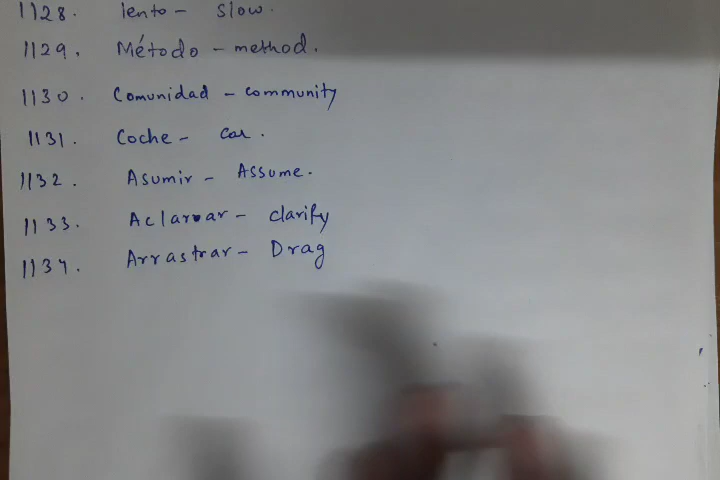 1128. lento - slow.
1129. Método - method.
1130. Comunidad - community
1131. Coche - car.
1132. Asumir - Assume.
1133. Aclarar - clarify
1134. Arrastrar - Drag